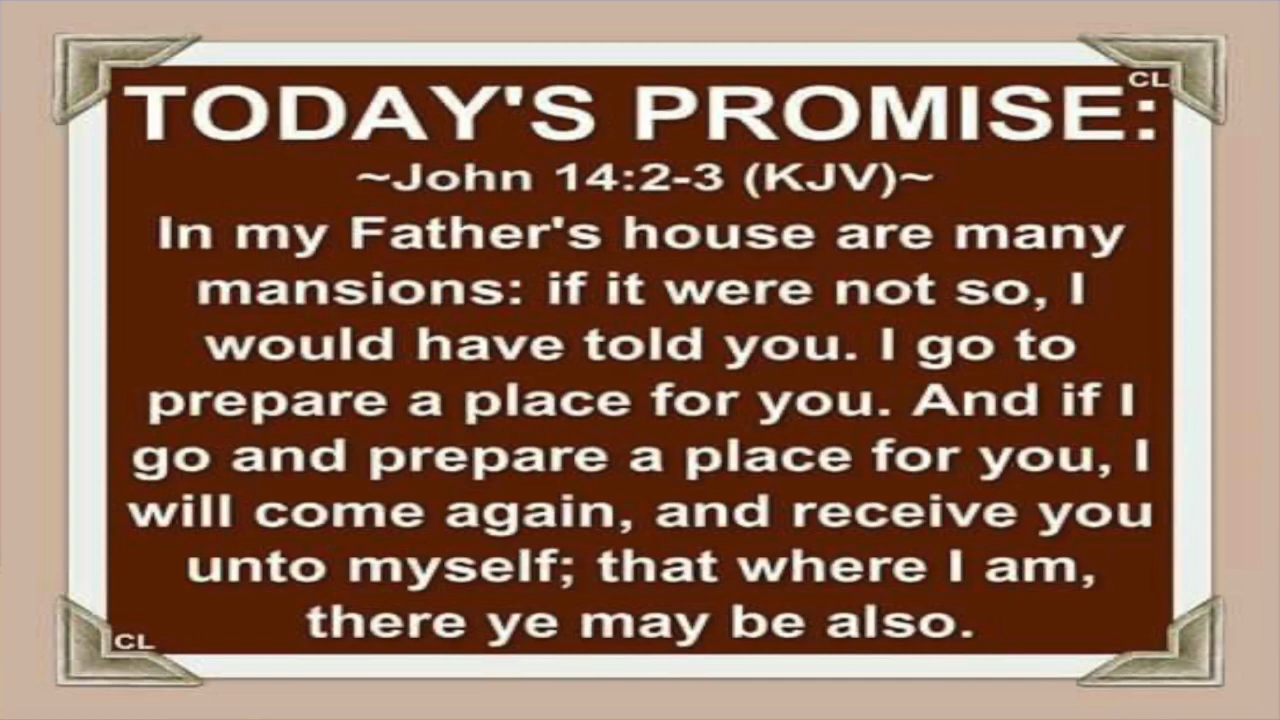 CL
TODAY'S PROMISE:
~John 14:2-3 (KJV)~
In my Father's house are many
mansions: if it were not so, I
would have told you. I go to
prepare a place for you. And if I
go and prepare a place for you, I
will come again, and receive you
unto myself; that where I am,
there ye may be also.
CL